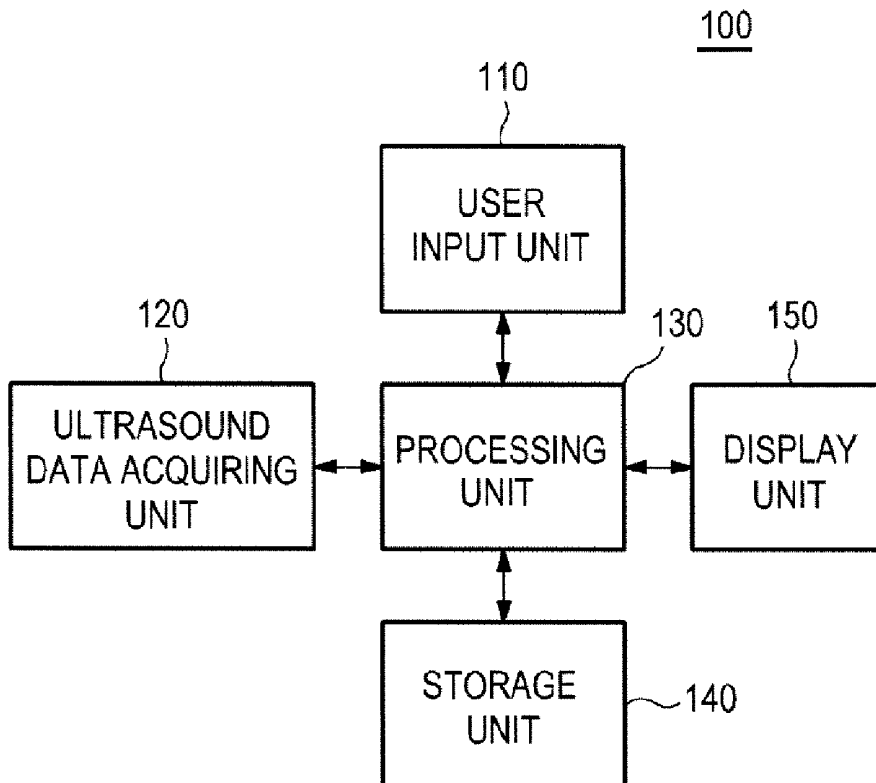 100
110
USER
INPUT UNIT
120
130
150
ULTRASOUND
DATA ACQUIRING
UNIT
PROCESSING
UNIT
DISPLAY
UNIT
STORAGE
UNIT
140